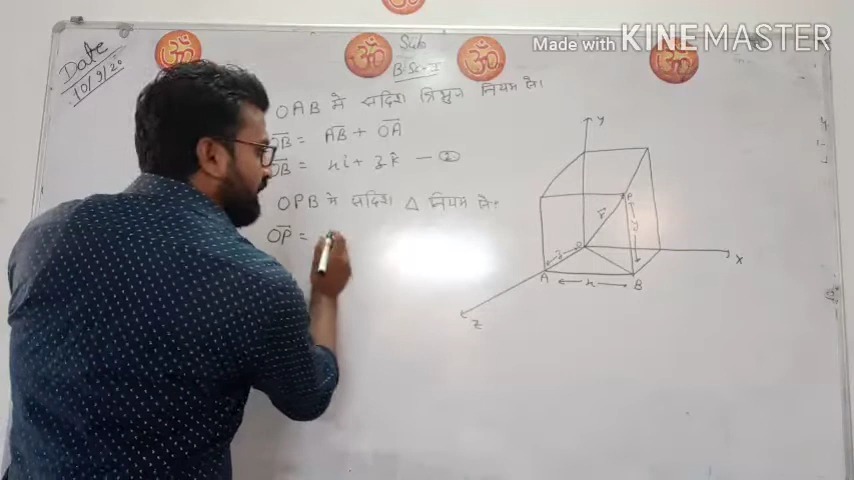 Made with KINEMASTER
Date
10/9/20
Sub
B.Sc-I
OAB मे सदिश त्रिभुज नियम से।
OB = AB + OA
OB = xi + zk̂ — ②
OPB मे सदिश Δ नियम से?
OP =
y
P
r
y
z
O
x
A
x
B
z